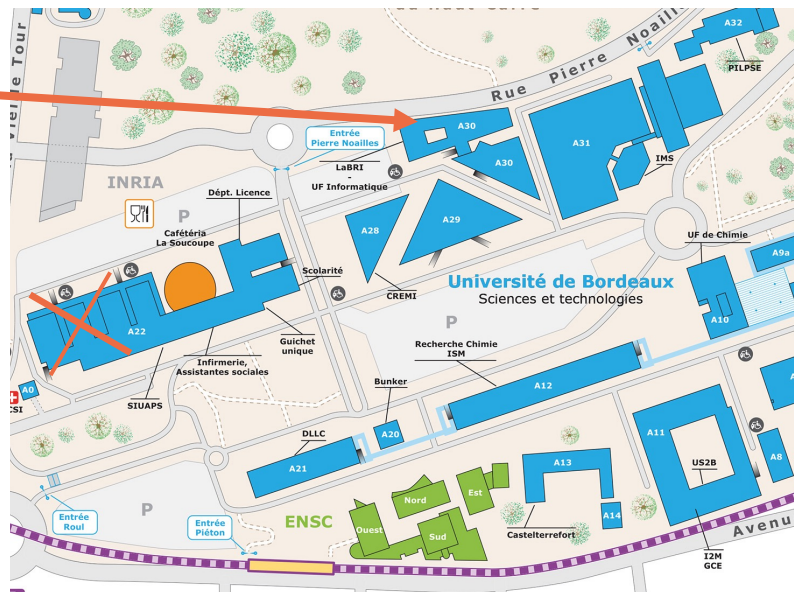 A32
PILPSE
Rue Pierre Noaille
A30
A30
A31
IMS
Entrée
Pierre Noailles
LaBRI
-
UF Informatique
INRIA
P
Dépt. Licence
Cafétéria
La Soucoupe
A28
A29
CREMI
Scolarité
UF de Chimie
A9a
Université de Bordeaux
Sciences et technologies
P
A10
A22
Guichet
unique
Infirmerie,
Assistantes sociales
SIUAPS
A0
CSI
Recherche Chimie
ISM
A12
Bunker
A20
DLLC
A21
A11
A8
US2B
A13
A14
Castelterrefort
Entrée
Roul
P
Entrée
Piéton
ENSC
Nord
Est
Ouest
Sud
I2M
GCE
Avenu